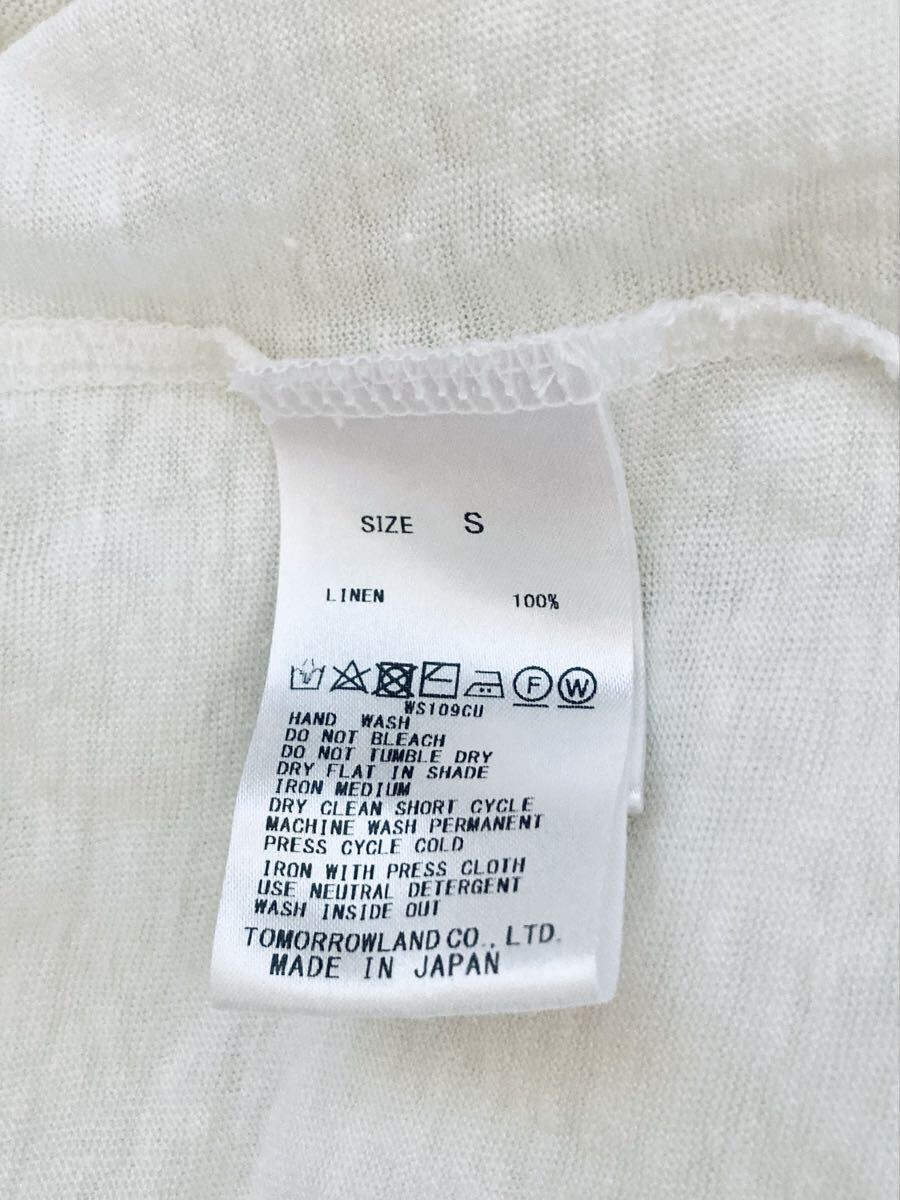 SIZE S
LINEN 100%
F W
WS109CU
HAND WASH
DO NOT BLEACH
DO NOT TUMBLE DRY
DRY FLAT IN SHADE
IRON MEDIUM
DRY CLEAN SHORT CYCLE
MACHINE WASH PERMANENT
PRESS CYCLE COLD
IRON WITH PRESS CLOTH
USE NEUTRAL DETERGENT
WASH INSIDE OUT
TOMORROWLAND CO., LTD.
MADE IN JAPAN